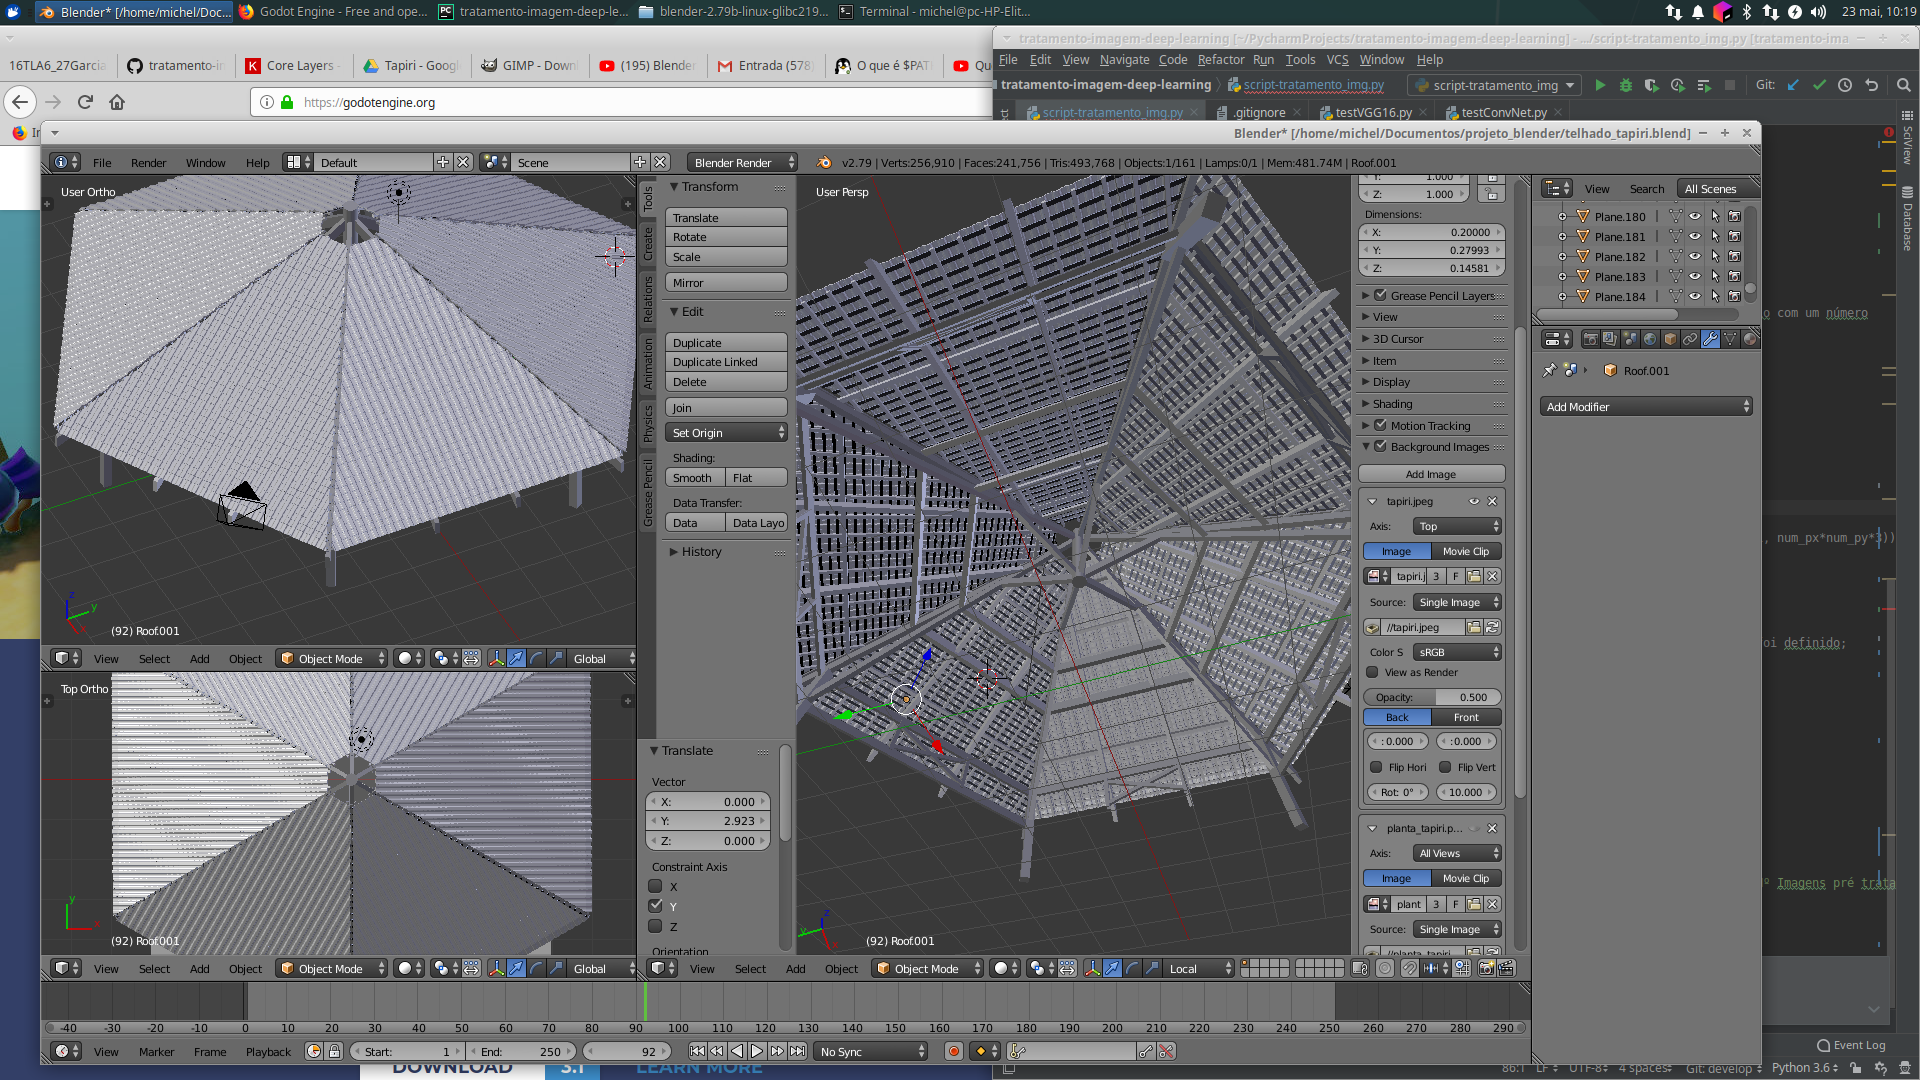 Blender* [/home/michel/Doc...
Godot Engine - Free and ope...
tratamento-imagem-deep-le...
blender-2.79b-linux-glibc219...
Terminal - michel@pc-HP-Elit...
23 mai, 10:19
tratamento-imagem-deep-learning [~/PycharmProjects/tratamento-imagem-deep-learning] - .../script-tratamento_img.py [tratamento-ima
16TLA6_27Garcia
tratamento-in
Core Layers -
Tapiri - Goog
GIMP - Down
(195) Blender
Entrada (578)
O que é $PAT
Qu
File Edit View Navigate Code Refactor Run Tools VCS Window Help
tratamento-imagem-deep-learning
script-tratamento_img.py
script-tratamento_img
Git:
https://godotengine.org
script-tratamento_img.py
.gitignore
testVGG16.py
testConvNet.py
Blender* [/home/michel/Documentos/projeto_blender/telhado_tapiri.blend]
File Render Window Help
Default
Scene
Blender Render
v2.79 | Verts:256,910 | Faces:241,756 | Tris:493,768 | Objects:1/161 | Lamps:0/1 | Mem:481.74M | Roof.001
User Ortho
(92) Roof.001
View Select Add Object
Object Mode
Global
Top Ortho
(92) Roof.001
View Select Add Object
Object Mode
Global
Tools
Create
Relations
Animation
Physics
Grease Pencil
Transform
Translate
Rotate
Scale
Mirror
Edit
Duplicate
Duplicate Linked
Delete
Join
Set Origin
Shading:
Smooth Flat
Data Transfer:
Data Data Layo
History
Translate
Vector
X: 0.000
Y: 2.923
Z: 0.000
Constraint Axis
X
Y
Z
Orientation
User Persp
(92) Roof.001
View Select Add Object
Object Mode
Local
Y: 1.000
Z: 1.000
Dimensions:
X: 0.20000
Y: 0.27993
Z: 0.14581
Grease Pencil Layers
View
3D Cursor
Item
Display
Shading
Motion Tracking
Background Images
Add Image
tapiri.jpeg
Axis: Top
Image Movie Clip
tapiri.j 3 F
Source: Single Image
//tapiri.jpeg
Color S sRGB
View as Render
Opacity: 0.500
Back Front
: 0.000 : 0.000
Flip Hori Flip Vert
Rot: 0° 10.000
planta_tapiri.p...
Axis: All Views
Image Movie Clip
plant 3 F
Source: Single Image
//planta_tapiri
View Search All Scenes
Plane.180
Plane.181
Plane.182
Plane.183
Plane.184
Roof.001
Add Modifier
SciView
Database
o com um número
, num_px*num_py*3))
oi definido;
º Imagens pré trata
-40 -30 -20 -10 0 10 20 30 40 50 60 70 80 90 100 110 120 130 140 150 160 170 180 190 200 210 220 230 240 250 260 270 280 290
View Marker Frame Playback
Start: 1
End: 250
92
No Sync
Event Log
DOWNLOAD 3.1 LEARN MORE
86:1 LF UTF-8 4 spaces Git: develop Python 3.6